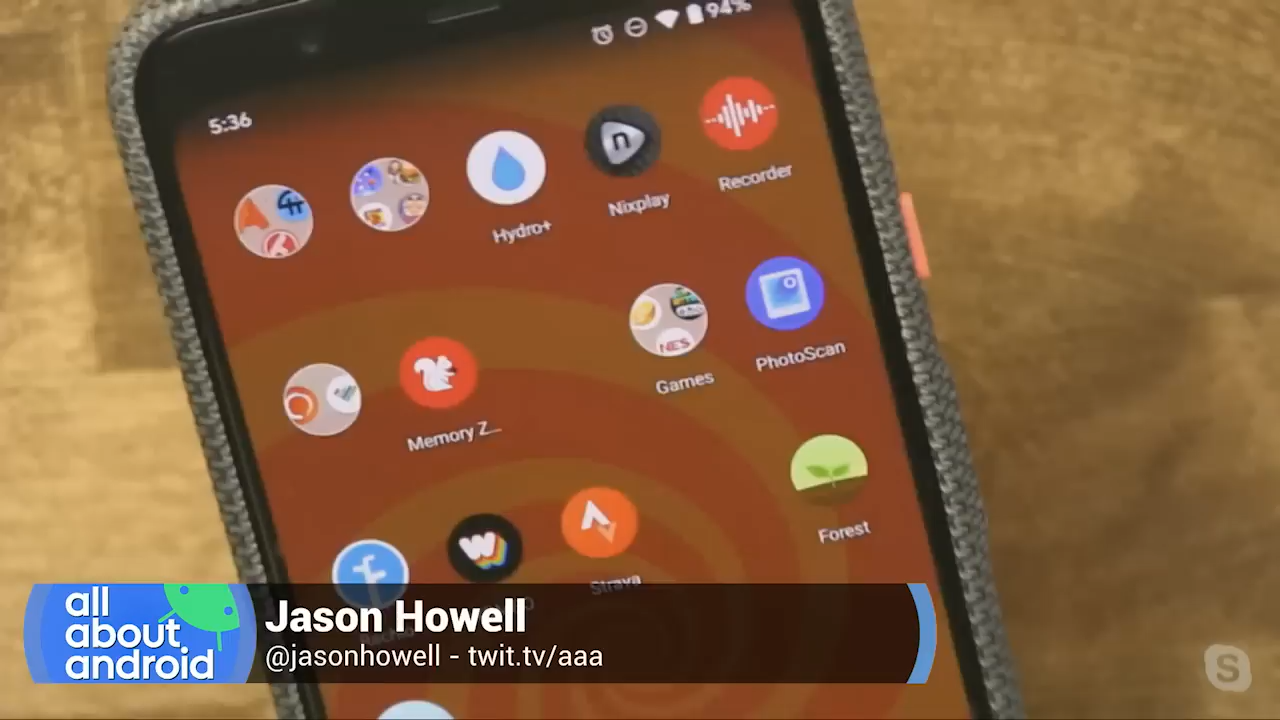 94%
5:36
Recorder
n
Nixplay
Hydro+
NES
PhotoScan
Games
Memory Z...
W
Forest
Strava
all
about
android
Jason Howell
@jasonhowell - twit.tv/aaa
S